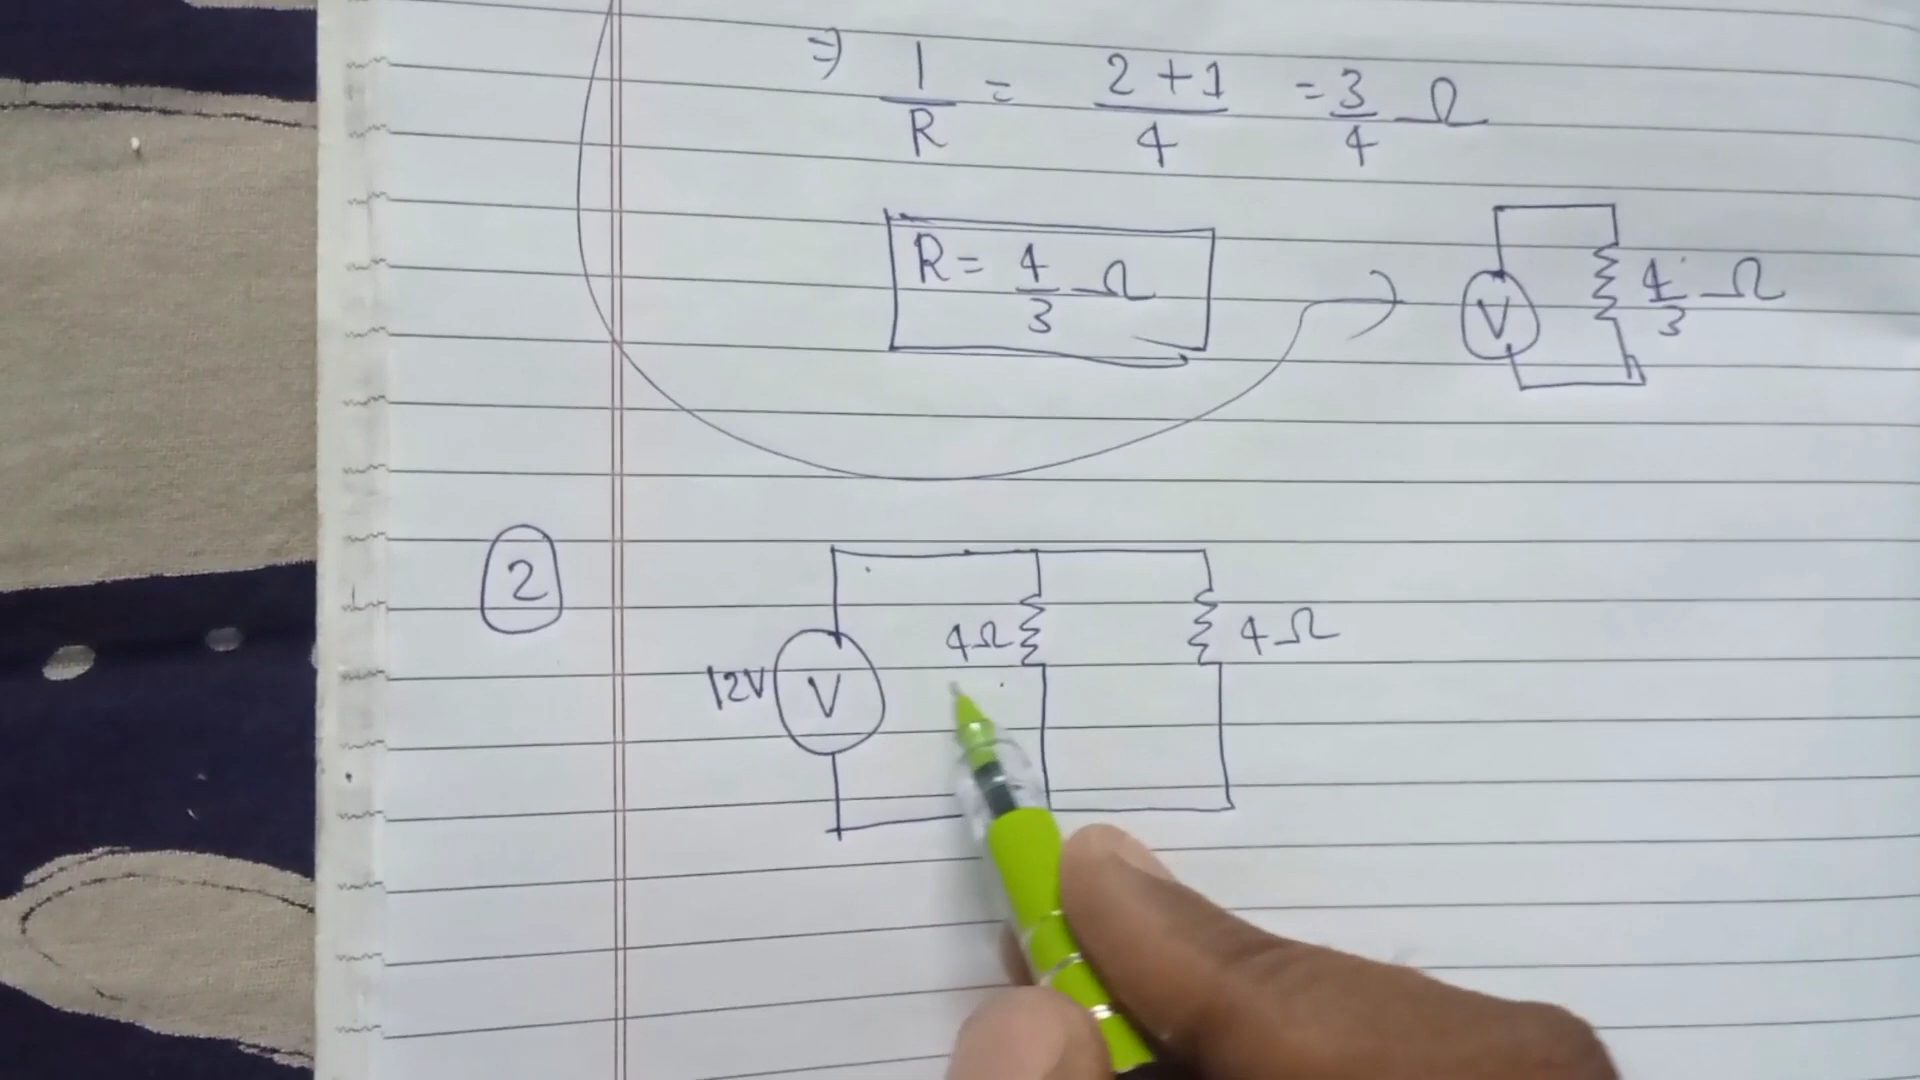 ⇒ 1/R = 2+1/4 = 3/4 Ω
R = 4/3 Ω
V 4/3 Ω
2
4Ω 4Ω
12V V